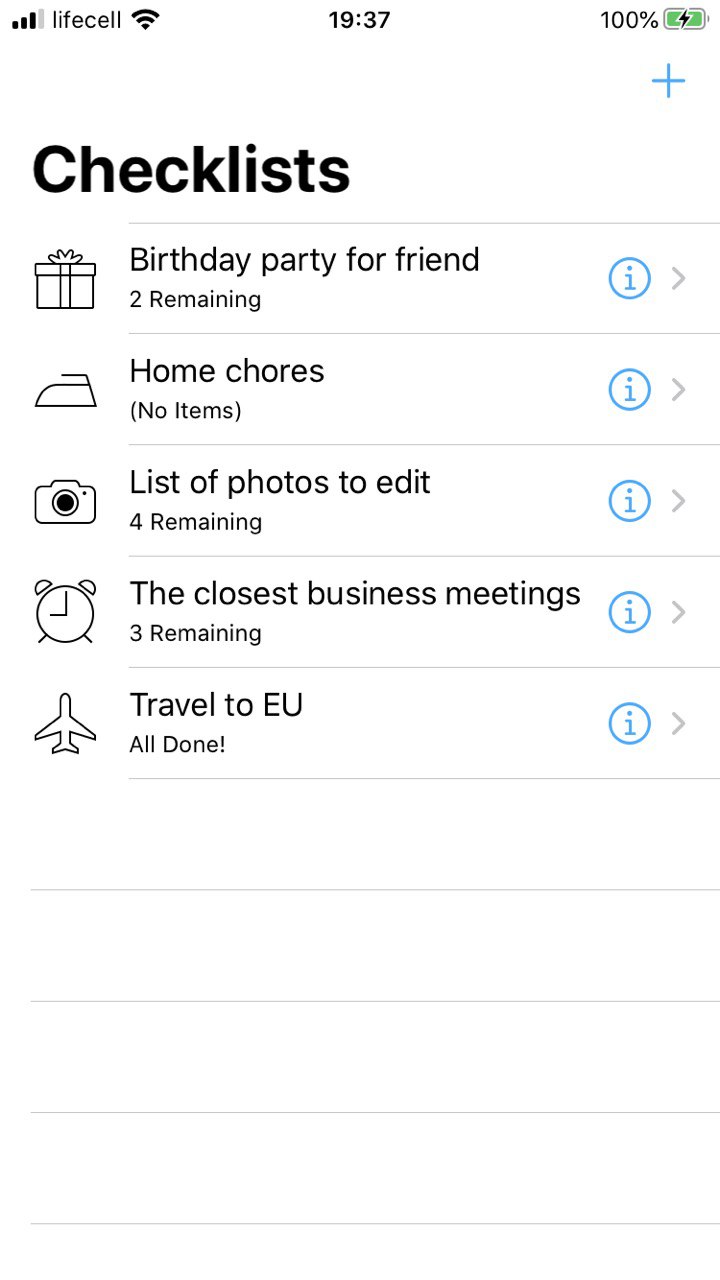 lifecell 19:37 100%
Checklists
Birthday party for friend
2 Remaining
Home chores
(No Items)
List of photos to edit
4 Remaining
The closest business meetings
3 Remaining
Travel to EU
All Done!